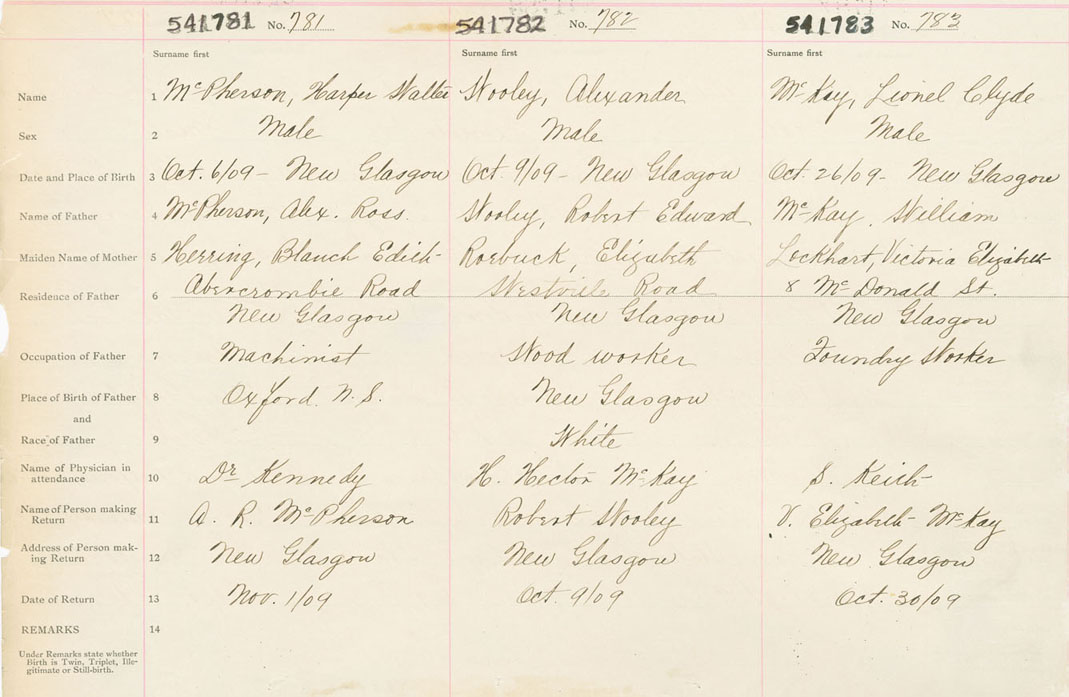 541781 No. 781 541782 No. 782 541783 No. 783
Surname first Surname first Surname first
Name 1 McPherson, Harper Walter Wooley, Alexander McKay, Lionel Clyde
Sex 2 Male Male Male
Date and Place of Birth 3 Oct. 6/09 - New Glasgow Oct. 9/09 - New Glasgow Oct. 26/09 - New Glasgow
Name of Father 4 McPherson, Alex. Ross. Wooley, Robert Edward McKay, William
Maiden Name of Mother 5 Herring, Blanch Edith Roebuck, Elizabeth Lockhart, Victoria Elizabeth
Residence of Father 6 Abercrombie Road Westville Road 8 McDonald St.
New Glasgow New Glasgow New Glasgow
Occupation of Father 7 Machinist Wood worker Foundry Worker
Place of Birth of Father 8 Oxford N.S. New Glasgow
and
Race of Father 9 White
Name of Physician in
attendance 10 Dr Kennedy H. Hector McKay S. Keith
Name of Person making
Return 11 A. R. McPherson Robert Wooley V. Elizabeth McKay
Address of Person mak-
ing Return 12 New Glasgow New Glasgow New Glasgow
Date of Return 13 Nov. 1/09 Oct. 9/09 Oct. 30/09
REMARKS 14
Under Remarks state whether
Birth is Twin, Triplet, Ille-
gitimate or Still-birth.